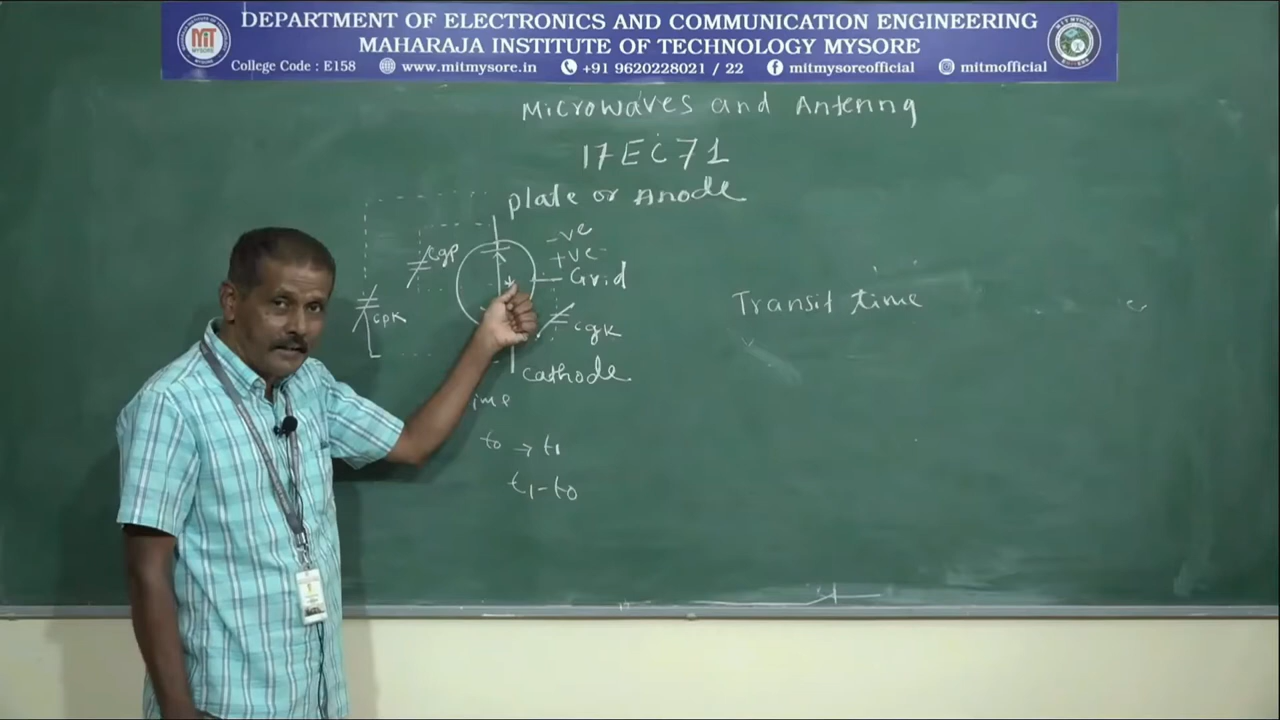 DEPARTMENT OF ELECTRONICS AND COMMUNICATION ENGINEERING
MAHARAJA INSTITUTE OF TECHNOLOGY MYSORE
College Code : E158 www.mitmysore.in +91 9620228021 / 22 mitmysoreofficial mitmofficial
MIT
MYSORE
Microwaves and Antenna
17EC71
plate or Anode
-ve
+ve
Cgp
Grid
Transit time
CpK
CgK
Cathode
t0 → t1
t1-t0